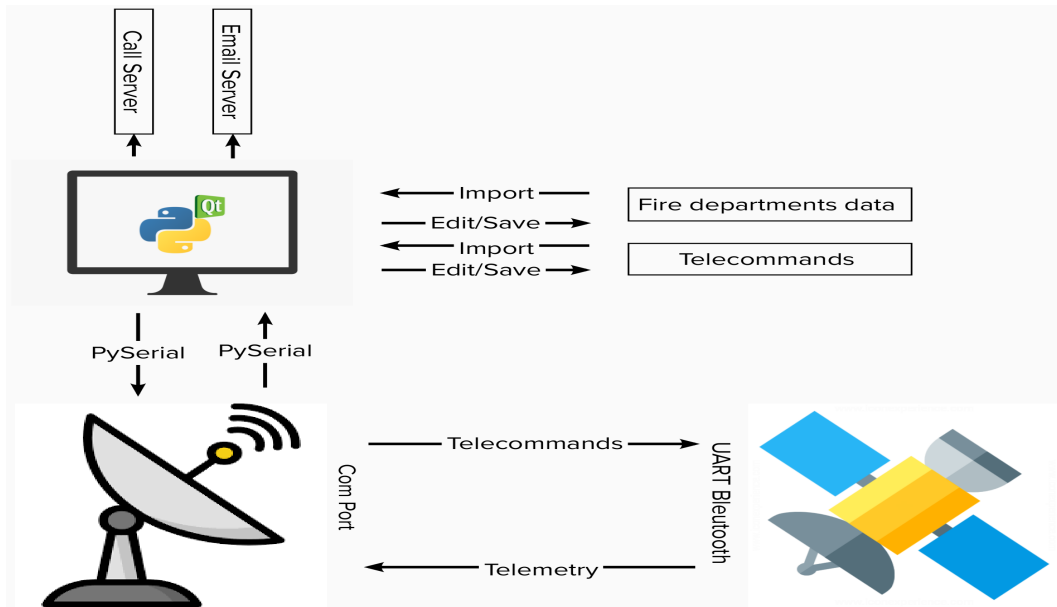 Call Server
Email Server
Qt
Import
Fire departments data
Edit/Save
Import
Telecommands
Edit/Save
PySerial
PySerial
Telecommands
Com Port
UART Bleutooth
Telemetry